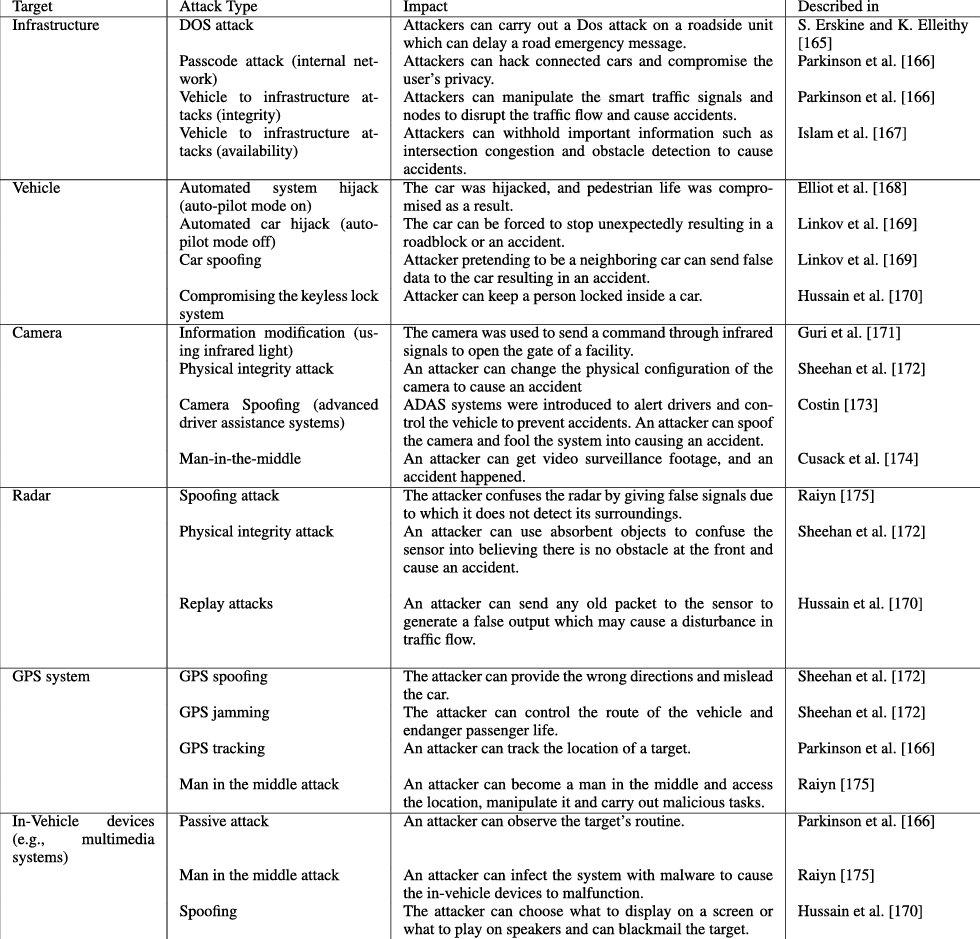 Target Attack Type Impact Described in
Infrastructure DOS attack Attackers can carry out a Dos attack on a roadside unit S. Erskine and K. Elleithy
which can delay a road emergency message. [165]
Passcode attack (internal net- Attackers can hack connected cars and compromise the Parkinson et al. [166]
work) user's privacy.
Vehicle to infrastructure at- Attackers can manipulate the smart traffic signals and Parkinson et al. [166]
tacks (integrity) nodes to disrupt the traffic flow and cause accidents.
Vehicle to infrastructure at- Attackers can withhold important information such as Islam et al. [167]
tacks (availability) intersection congestion and obstacle detection to cause
accidents.
Vehicle Automated system hijack The car was hijacked, and pedestrian life was compro- Elliot et al. [168]
(auto-pilot mode on) mised as a result.
Automated car hijack (auto- The car can be forced to stop unexpectedly resulting in a Linkov et al. [169]
pilot mode off) roadblock or an accident.
Car spoofing Attacker pretending to be a neighboring car can send false Linkov et al. [169]
data to the car resulting in an accident.
Compromising the keyless lock Attacker can keep a person locked inside a car. Hussain et al. [170]
system
Camera Information modification (us- The camera was used to send a command through infrared Guri et al. [171]
ing infrared light) signals to open the gate of a facility.
Physical integrity attack An attacker can change the physical configuration of the Sheehan et al. [172]
camera to cause an accident
Camera Spoofing (advanced ADAS systems were introduced to alert drivers and con- Costin [173]
driver assistance systems) trol the vehicle to prevent accidents. An attacker can spoof
the camera and fool the system into causing an accident.
Man-in-the-middle An attacker can get video surveillance footage, and an Cusack et al. [174]
accident happened.
Radar Spoofing attack The attacker confuses the radar by giving false signals due Raiyn [175]
to which it does not detect its surroundings.
Physical integrity attack An attacker can use absorbent objects to confuse the Sheehan et al. [172]
sensor into believing there is no obstacle at the front and
cause an accident.
Replay attacks An attacker can send any old packet to the sensor to Hussain et al. [170]
generate a false output which may cause a disturbance in
traffic flow.
GPS system GPS spoofing The attacker can provide the wrong directions and mislead Sheehan et al. [172]
the car.
GPS jamming The attacker can control the route of the vehicle and Sheehan et al. [172]
endanger passenger life.
GPS tracking An attacker can track the location of a target. Parkinson et al. [166]
Man in the middle attack An attacker can become a man in the middle and access Raiyn [175]
the location, manipulate it and carry out malicious tasks.
In-Vehicle devices Passive attack An attacker can observe the target's routine. Parkinson et al. [166]
(e.g., multimedia
systems)
Man in the middle attack An attacker can infect the system with malware to cause Raiyn [175]
the in-vehicle devices to malfunction.
Spoofing The attacker can choose what to display on a screen or Hussain et al. [170]
what to play on speakers and can blackmail the target.